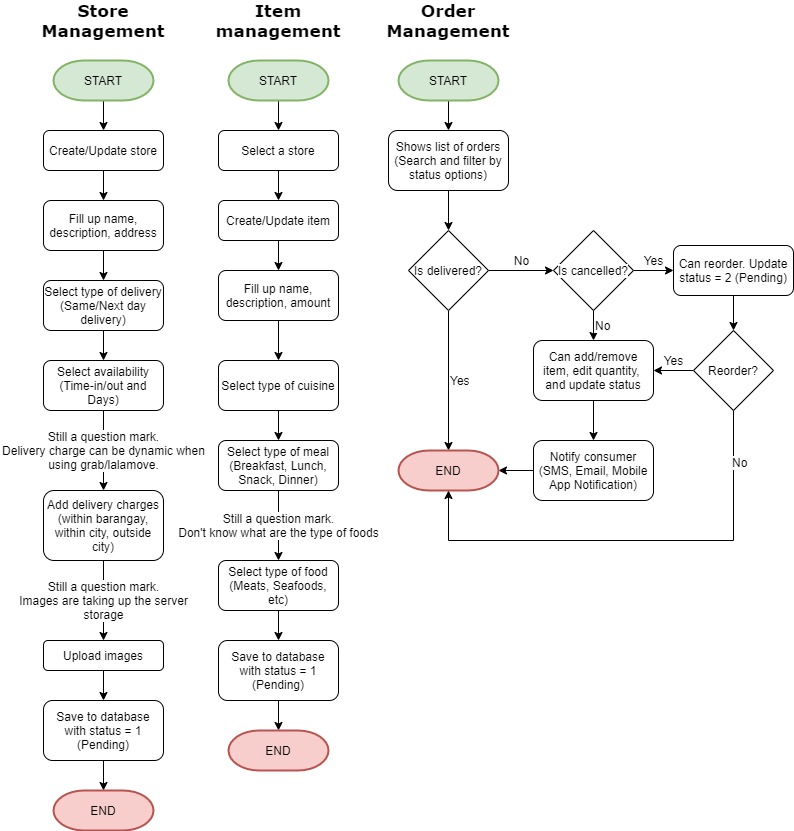 Store
Management
START
Create/Update store
Fill up name,
description, address
Select type of delivery
(Same/Next day
delivery)
Select availability
(Time-in/out and
Days)
Still a question mark.
Delivery charge can be dynamic when
using grab/lalamove.
Add delivery charges
(within barangay,
within city, outside
city)
Still a question mark.
Images are taking up the server
storage
Upload images
Save to database
with status = 1
(Pending)
END
Item
management
START
Select a store
Create/Update item
Fill up name,
description, amount
Select type of cuisine
Select type of meal
(Breakfast, Lunch,
Snack, Dinner)
Still a question mark.
Don't know what are the type of foods
Select type of food
(Meats, Seafoods,
etc)
Save to database
with status = 1
(Pending)
END
Order
Management
START
Shows list of orders
(Search and filter by
status options)
Is delivered?
No
Is cancelled?
Yes
Can reorder. Update
status = 2 (Pending)
No
Can add/remove
item, edit quantity,
and update status
Yes
Reorder?
Yes
END
Notify consumer
(SMS, Email, Mobile
App Notification)
No